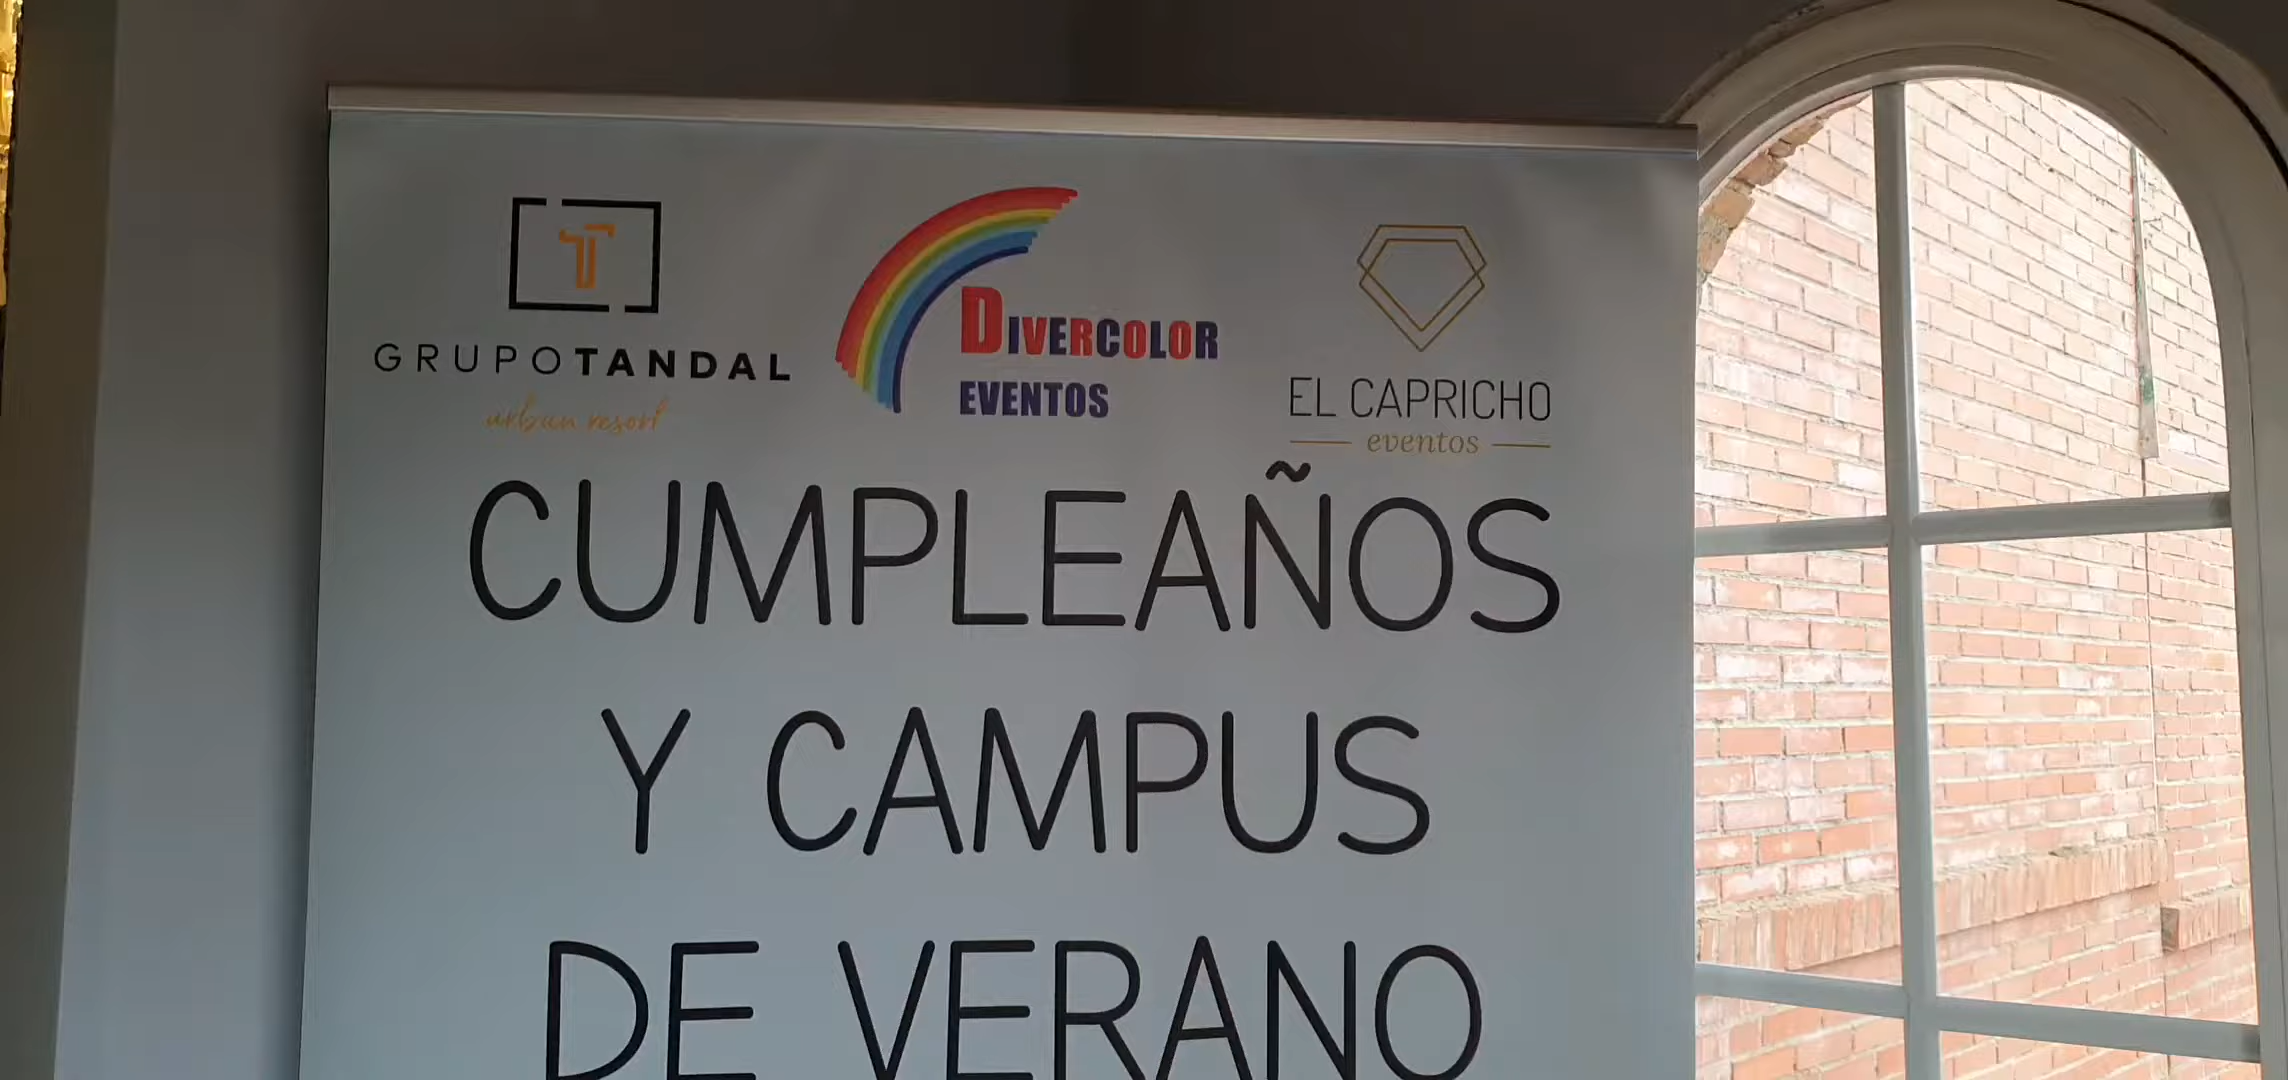 T
GRUPOTANDAL
urban resort
DIVERCOLOR
EVENTOS
EL CAPRICHO
eventos
CUMPLEAÑOS
Y CAMPUS
DE VERANO